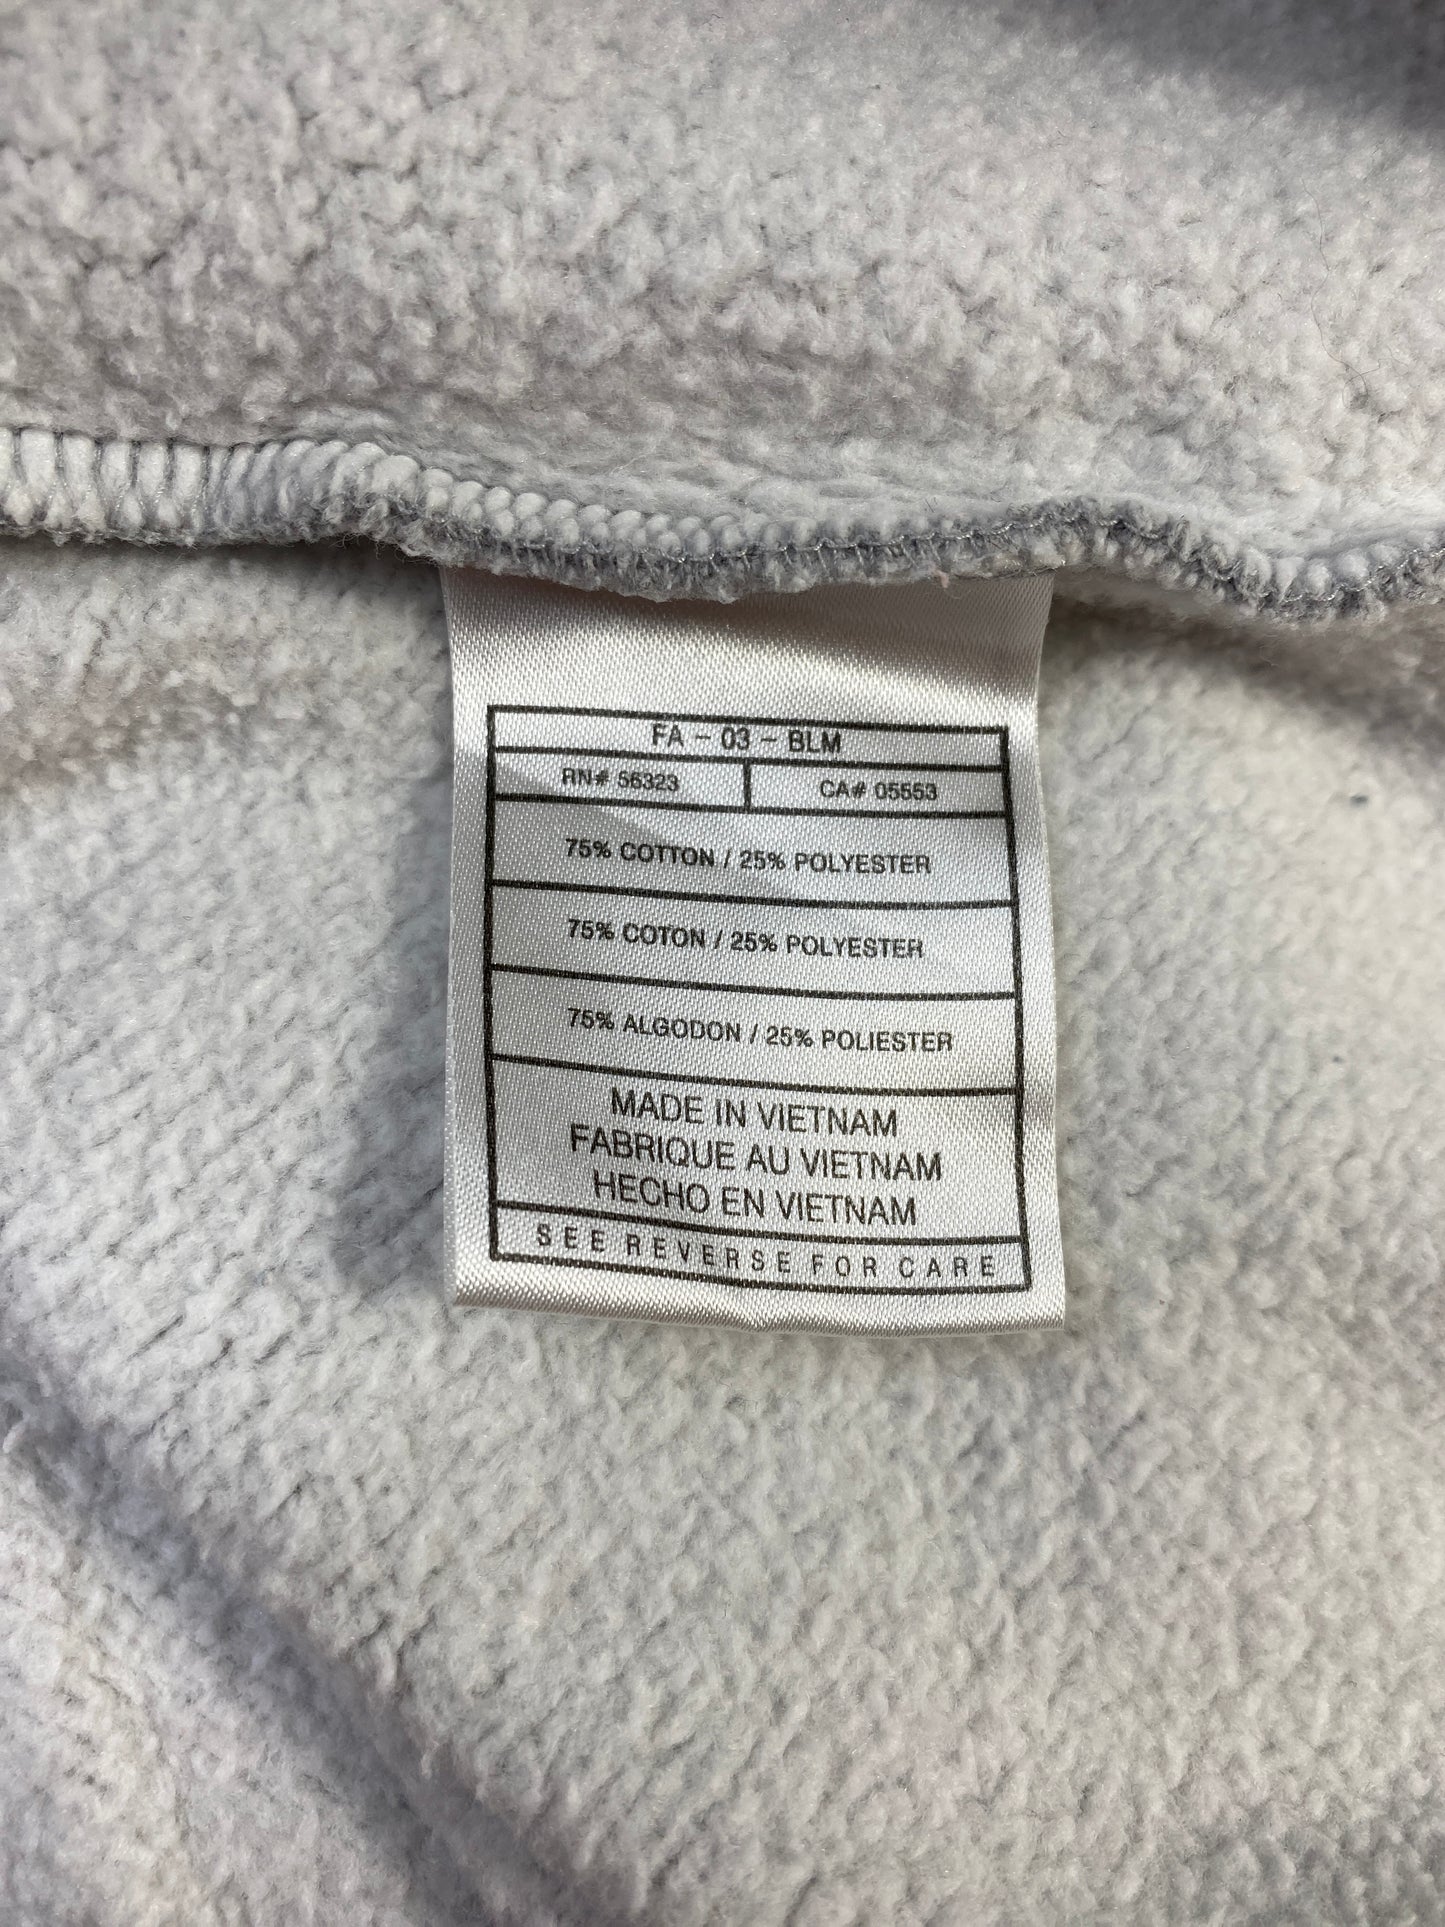 FA - 03 - BLM
RN# 56323 CA# 05553
75% COTTON / 25% POLYESTER
75% COTON / 25% POLYESTER
75% ALGODON / 25% POLIESTER
MADE IN VIETNAM
FABRIQUE AU VIETNAM
HECHO EN VIETNAM
SEE REVERSE FOR CARE